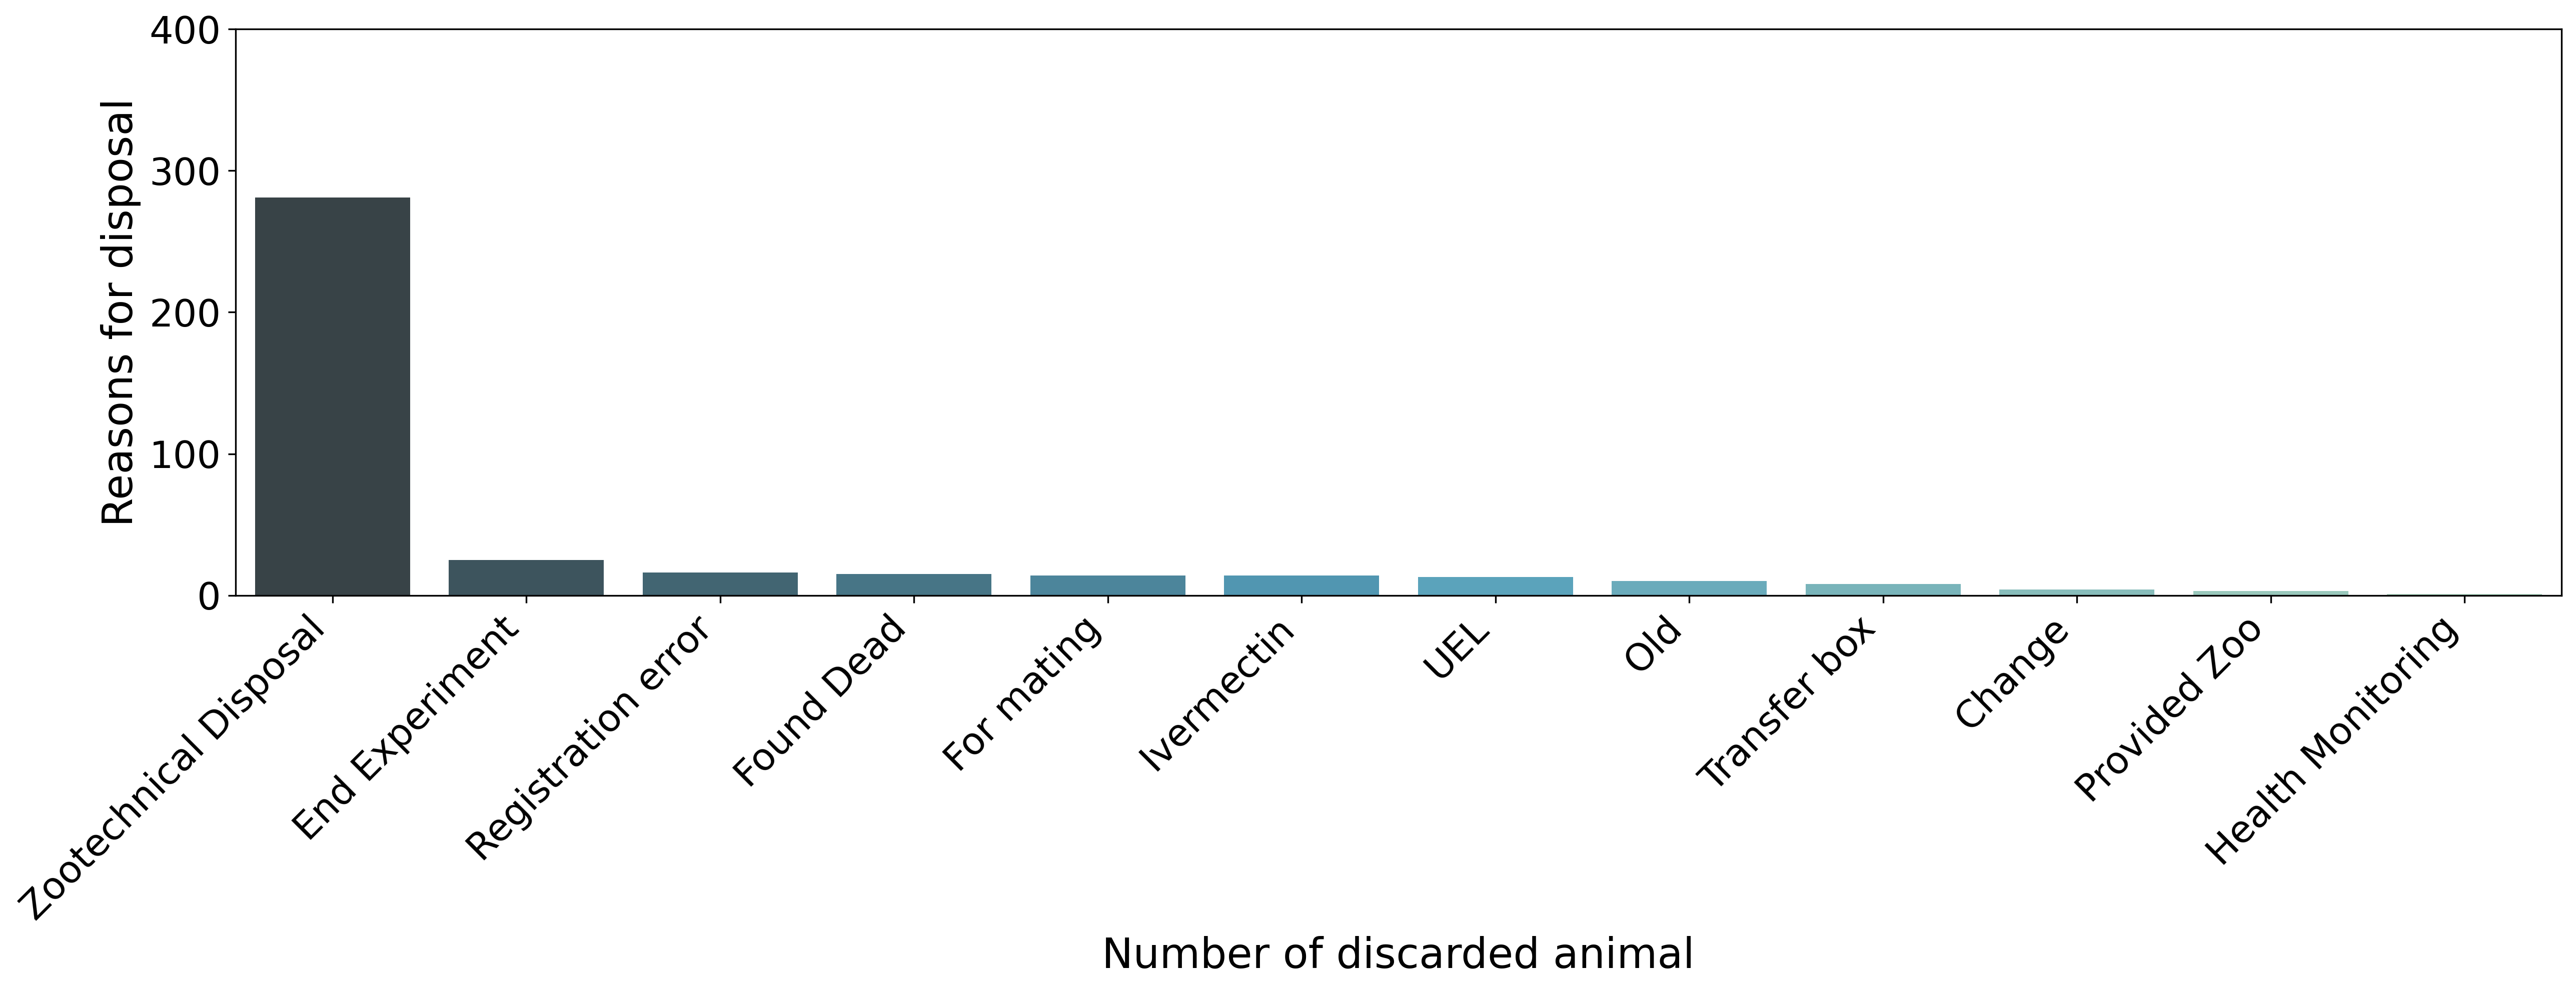 Reasons for disposal
400
300
200
100
0
Zootechnical Disposal
End Experiment
Registration error
Found Dead
For mating
Ivermectin
UEL
Old
Transfer box
Change
Provided Zoo
Health Monitoring
Number of discarded animal